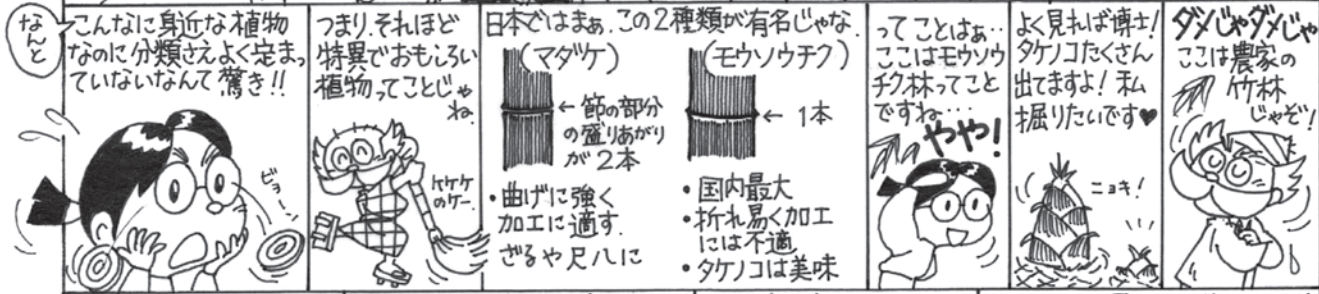 なんと
こんなに身近な植物
なのに分類さえよく定まっ
ていないなんて驚き!!
ビョー
つまり、それほど
特異でおもしろい
植物ってことじゃ
ね
ケケケ
のケー、
日本ではまぁ、この2種類が有名じゃな。
(マダケ)
←節の部分
の盛りあがり
が2本
・曲げに強く
加工に適す。
ざるや尺八に
(モウソウチク)
←1本
・国内最大
・折れ易く加工
には不適
・タケノコは美味
ってことはぁ‥
ここはモウソウ
チク林ってこと
ですね…
やや!
よく見れば博士!
タケノコたくさん
出てますよ!私
掘りたいです♥
ニョキ!
ダメじゃダメじゃ
ここは農家の
竹林
じゃぞ!